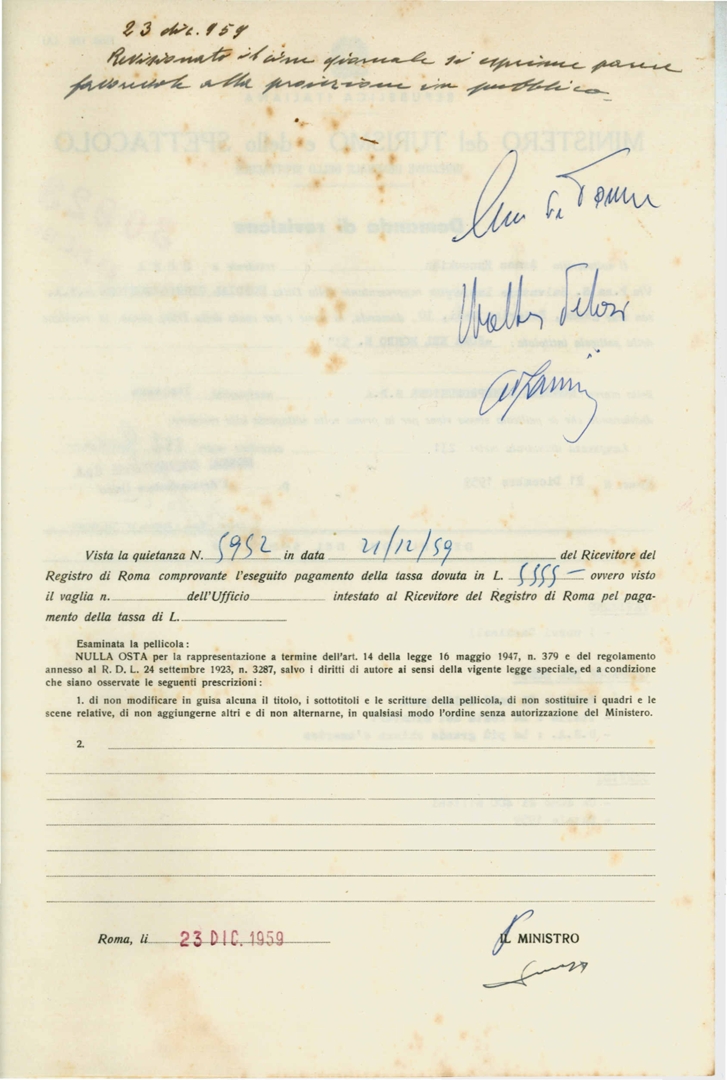 23 dic. 959
Revisionato il cine giornale si esprime parere
favorevole alla proiezione in pubblico
Vista la quietanza N. 5952 in data 21/12/59 del Ricevitore del
Registro di Roma comprovante l'eseguito pagamento della tassa dovuta in L. 5555 = ovvero visto
il vaglia n. dell'Ufficio intestato al Ricevitore del Registro di Roma pel paga-
mento della tassa di L.
Esaminata la pellicola :
NULLA OSTA per la rappresentazione a termine dell'art. 14 della legge 16 maggio 1947, n. 379 e del regolamento
annesso al R. D. L. 24 settembre 1923, n. 3287, salvo i diritti di autore ai sensi della vigente legge speciale, ed a condizione
che siano osservate le seguenti prescrizioni :
1. di non modificare in guisa alcuna il titolo, i sottotitoli e le scritture della pellicola, di non sostituire i quadri e le
scene relative, di non aggiungerne altri e di non alternarne, in qualsiasi modo l'ordine senza autorizzazione del Ministero.
2.
Roma, li 23 DIC. 1959
IL MINISTRO